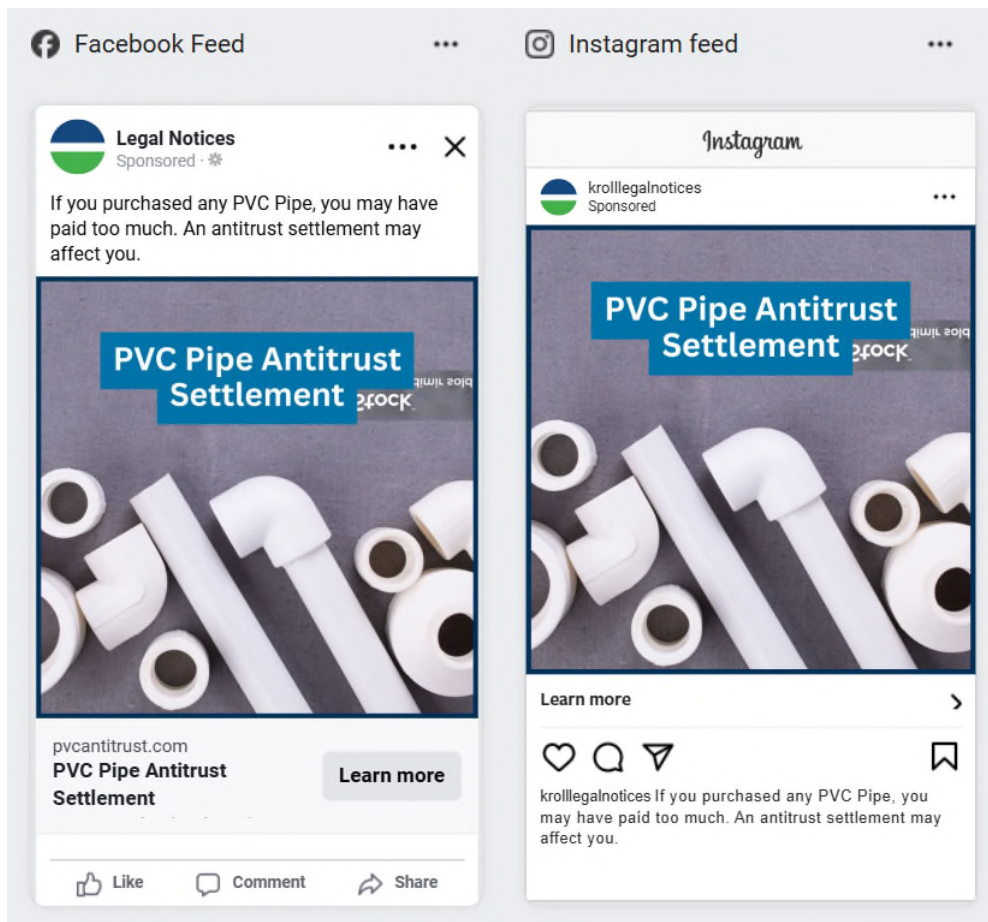 Facebook Feed
Legal Notices
Sponsored
If you purchased any PVC Pipe, you may have
paid too much. An antitrust settlement may
affect you.
PVC Pipe Antitrust
Settlement
Stock
pvcantitrust.com
PVC Pipe Antitrust
Settlement
Learn more
Like
Comment
Share
Instagram feed
Instagram
krolllegalnotices
Sponsored
PVC Pipe Antitrust
Settlement
Stock
Learn more
krolllegalnotices If you purchased any PVC Pipe, you
may have paid too much. An antitrust settlement may
affect you.